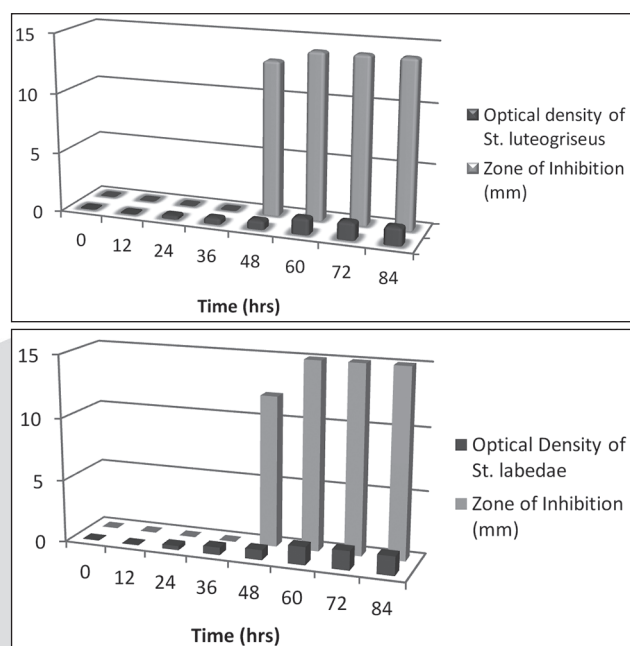 15
10
5
0
0 12 24 36 48 60 72 84
Time (hrs)
Optical density of
St. luteogriseus
Zone of Inhibition
(mm)
15
10
5
0
0 12 24 36 48 60 72 84
Time (hrs)
Optical Density of
St. labedae
Zone of Inhibition
(mm)